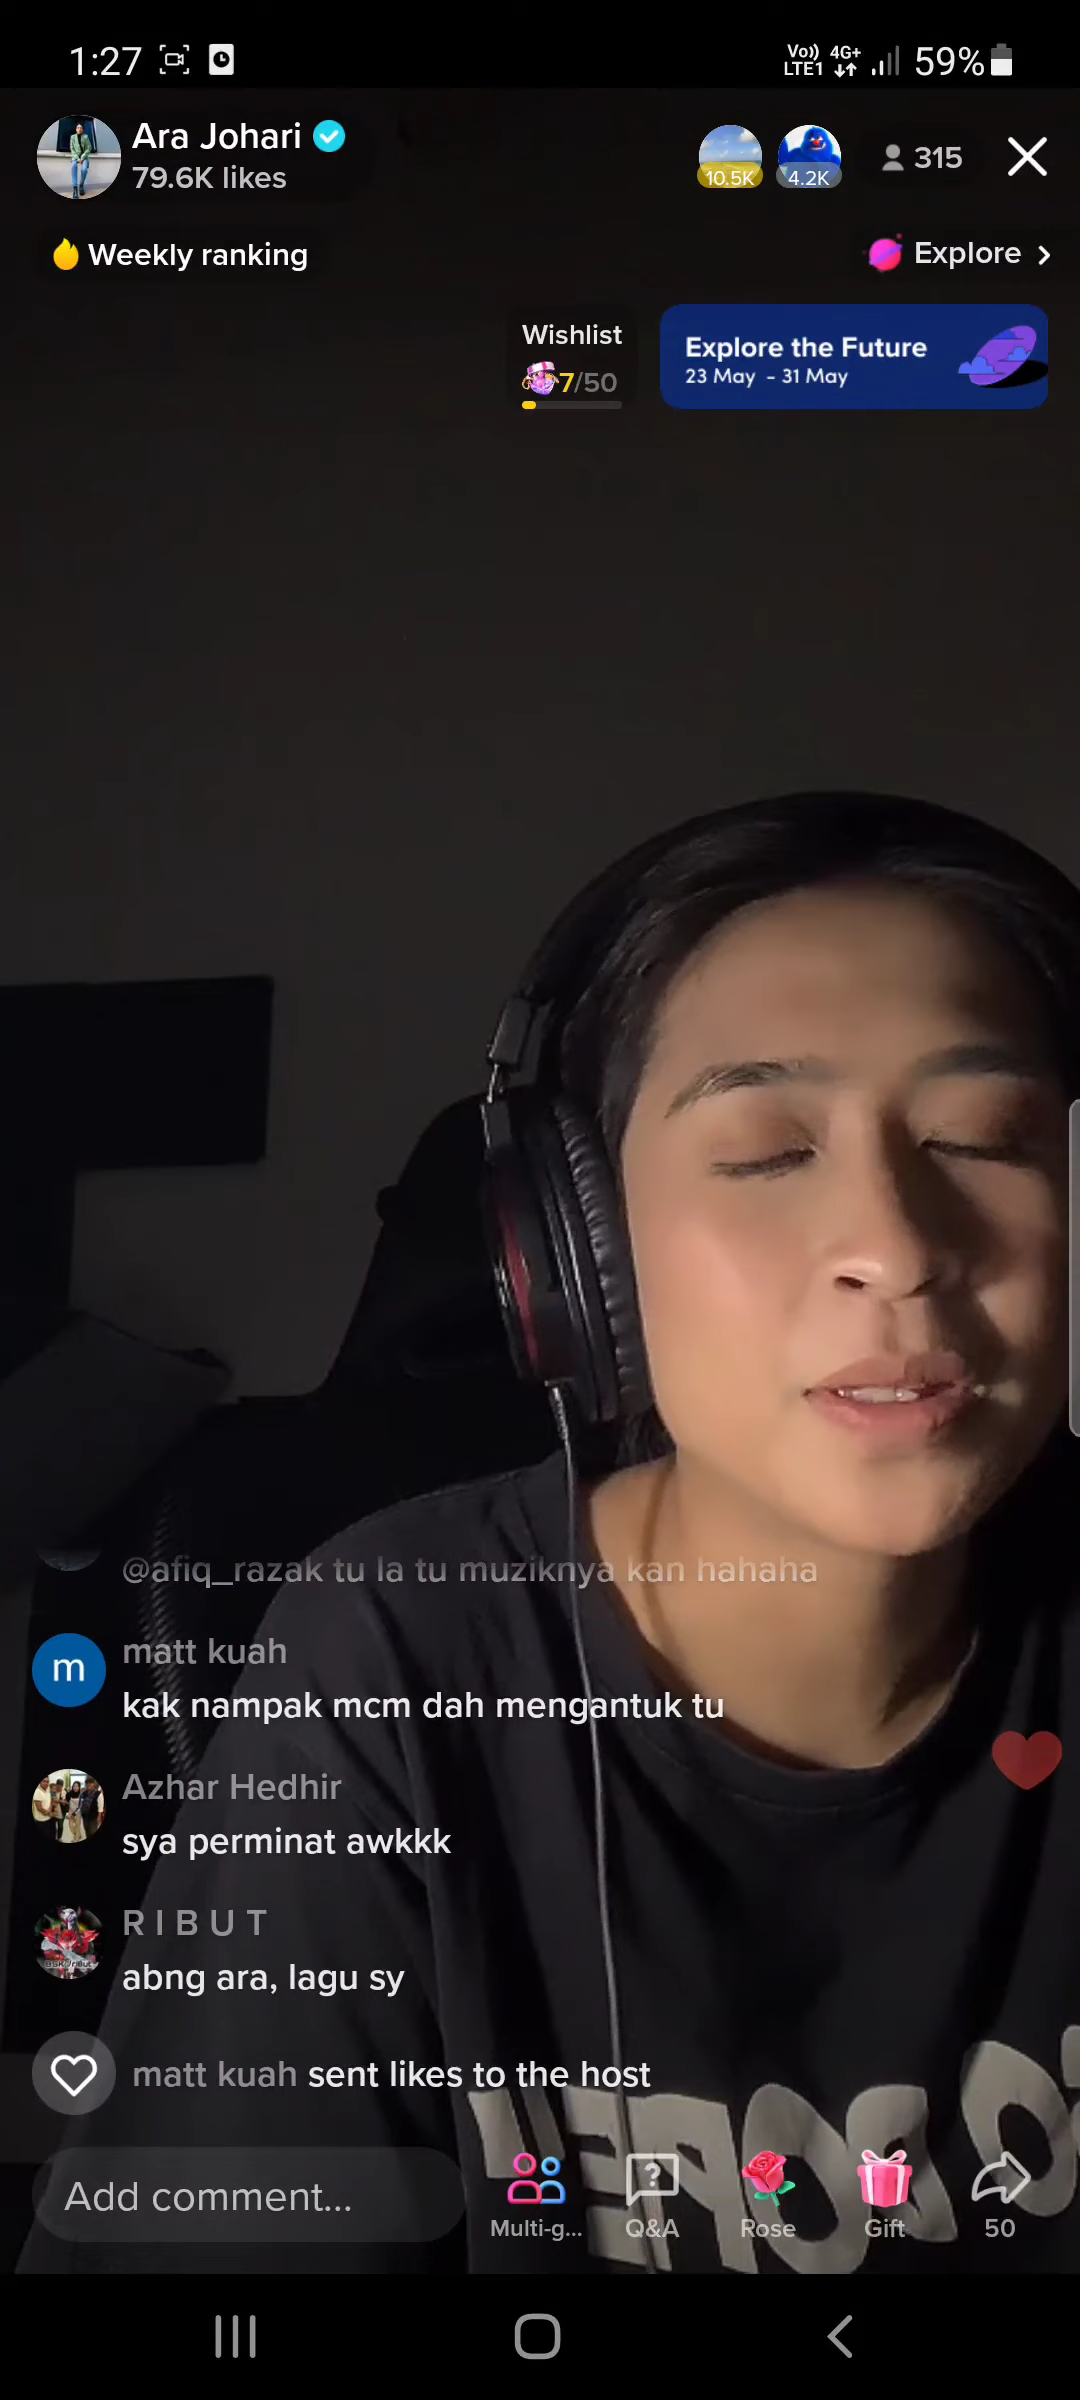 1:27
Vo)) LTE1 4G+ 59%
Ara Johari
79.6K likes
10.5K
4.2K
315
Weekly ranking
Explore
Wishlist
7/50
Explore the Future
23 May - 31 May
@afiq_razak tu la tu muziknya kan hahaha
m
matt kuah
kak nampak mcm dah mengantuk tu
Azhar Hedhir
sya perminat awkkk
R I B U T
abng ara, lagu sy
matt kuah sent likes to the host
Add comment...
Multi-g...
Q&A
Rose
Gift
50